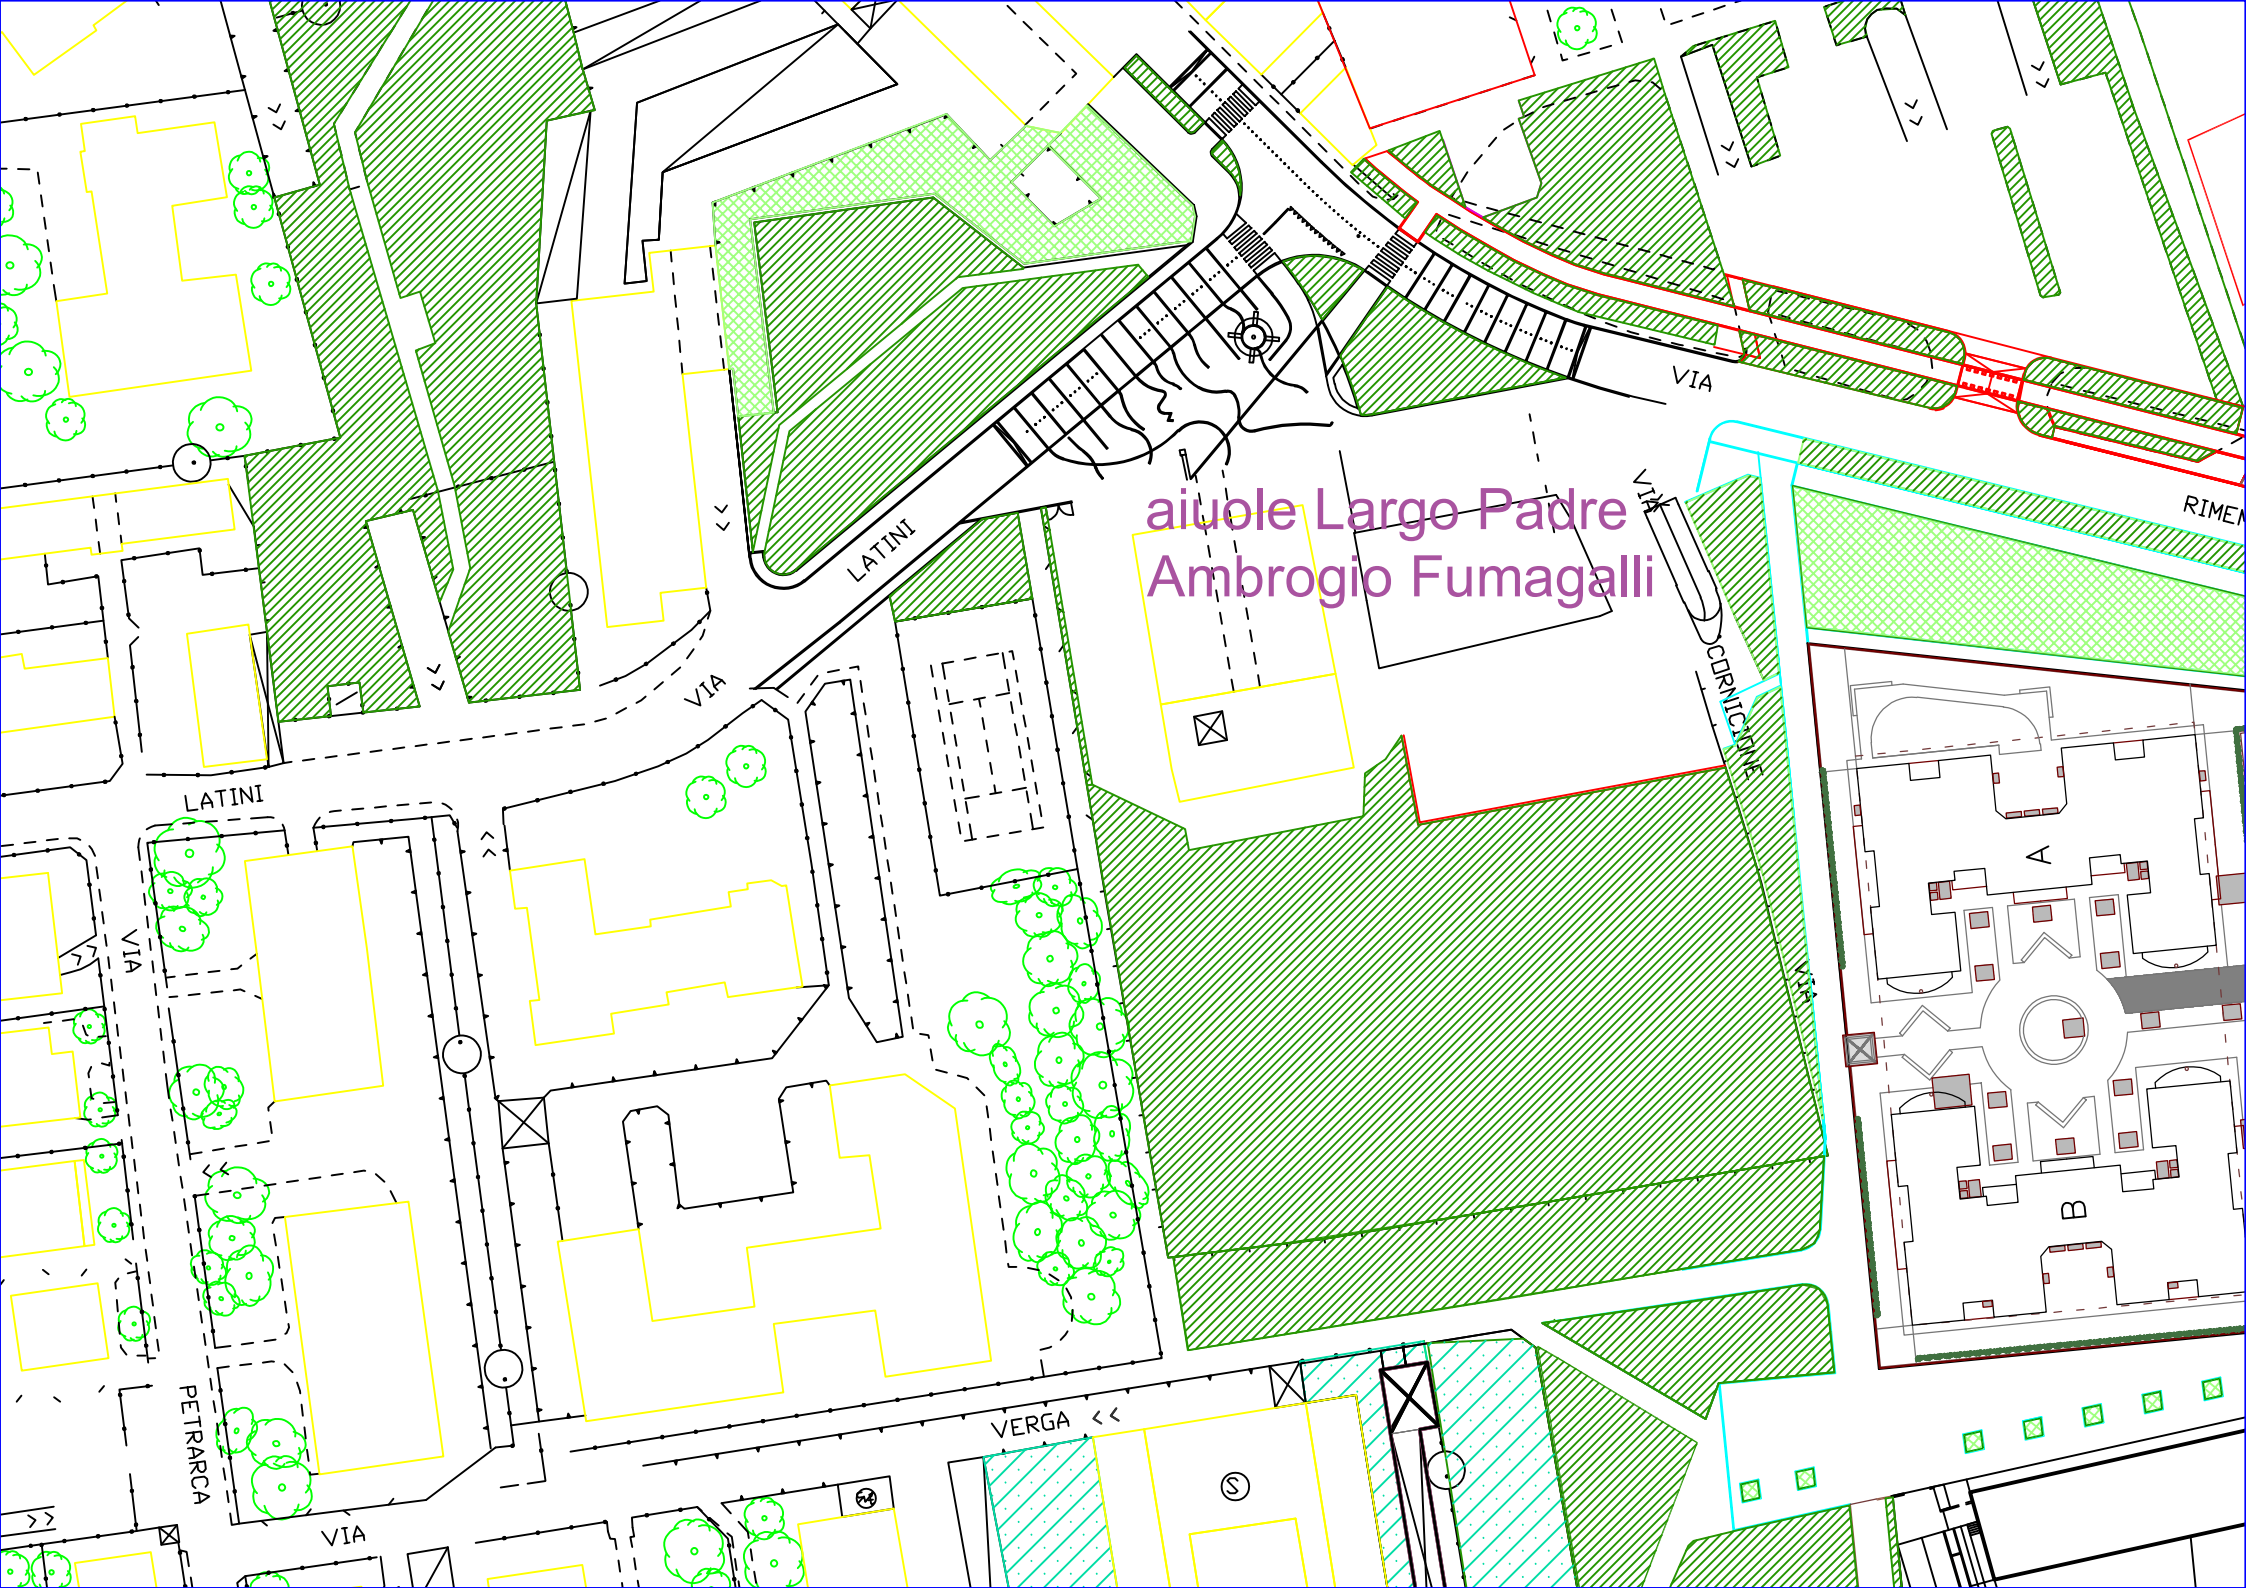 VIA
RIMEN
VIA
aiuole Largo Padre
Ambrogio Fumagalli
LATINI
CORNICIONE
VIA
LATINI
A
VIA
VIA
B
PETRARCA
VERGA
S
VIA